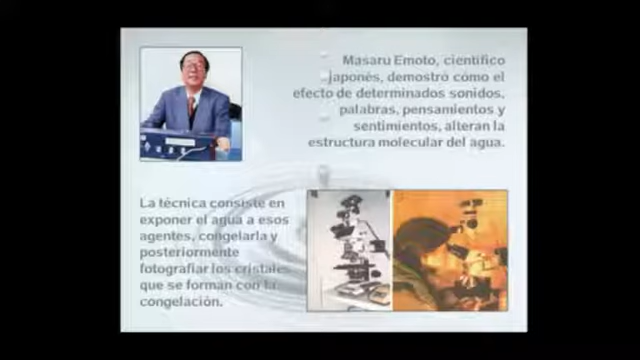 Masaru Emoto, científico
japonés, demostró cómo el
efecto de determinados sonidos,
palabras, pensamientos y
sentimientos, alteran la
estructura molecular del agua.
La técnica consiste en
exponer el agua a esos
agentes, congelarla y
posteriormente
fotografiar los cristales
que se forman con la
congelación.